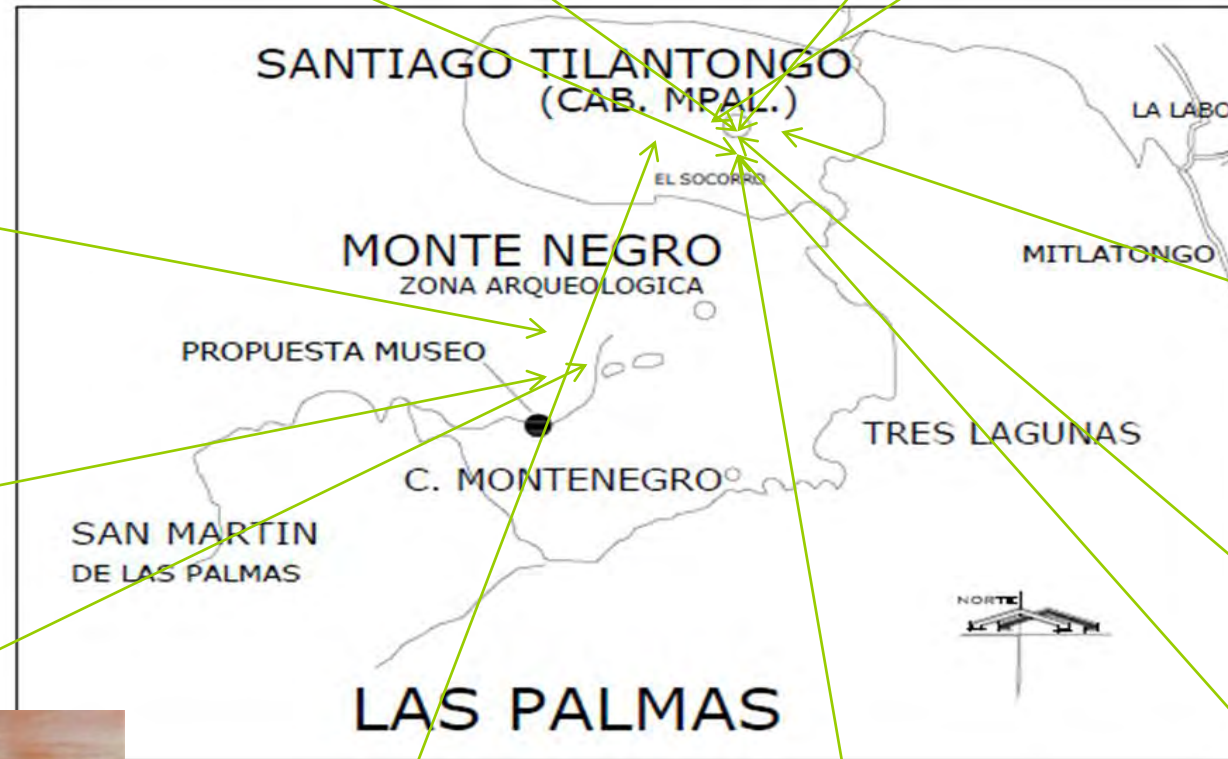 SANTIAGO TILANTONGO
(CAB. MPAL.)
LA LABO
EL SOCORRO
MONTE NEGRO
ZONA ARQUEOLOGICA
MITLATONGO
PROPUESTA MUSEO
TRES LAGUNAS
C. MONTENEGRO
SAN MARTIN
DE LAS PALMAS
NORTE
LAS PALMAS